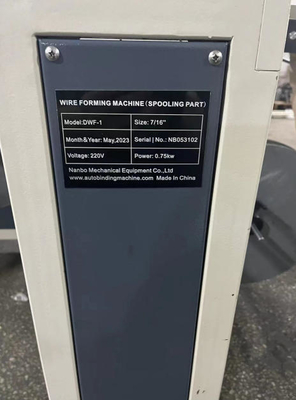 WIRE FORMING MACHINE(SPOOLING PART)
Model:DWF-1 Size: 7/16"
Month&Year: May,2023 Serial | No.: NB053102
Voltage: 220V Power: 0.75kw
Nanbo Mechanical Equipment Co.,Ltd
www.autobindingmachine.com Made In China